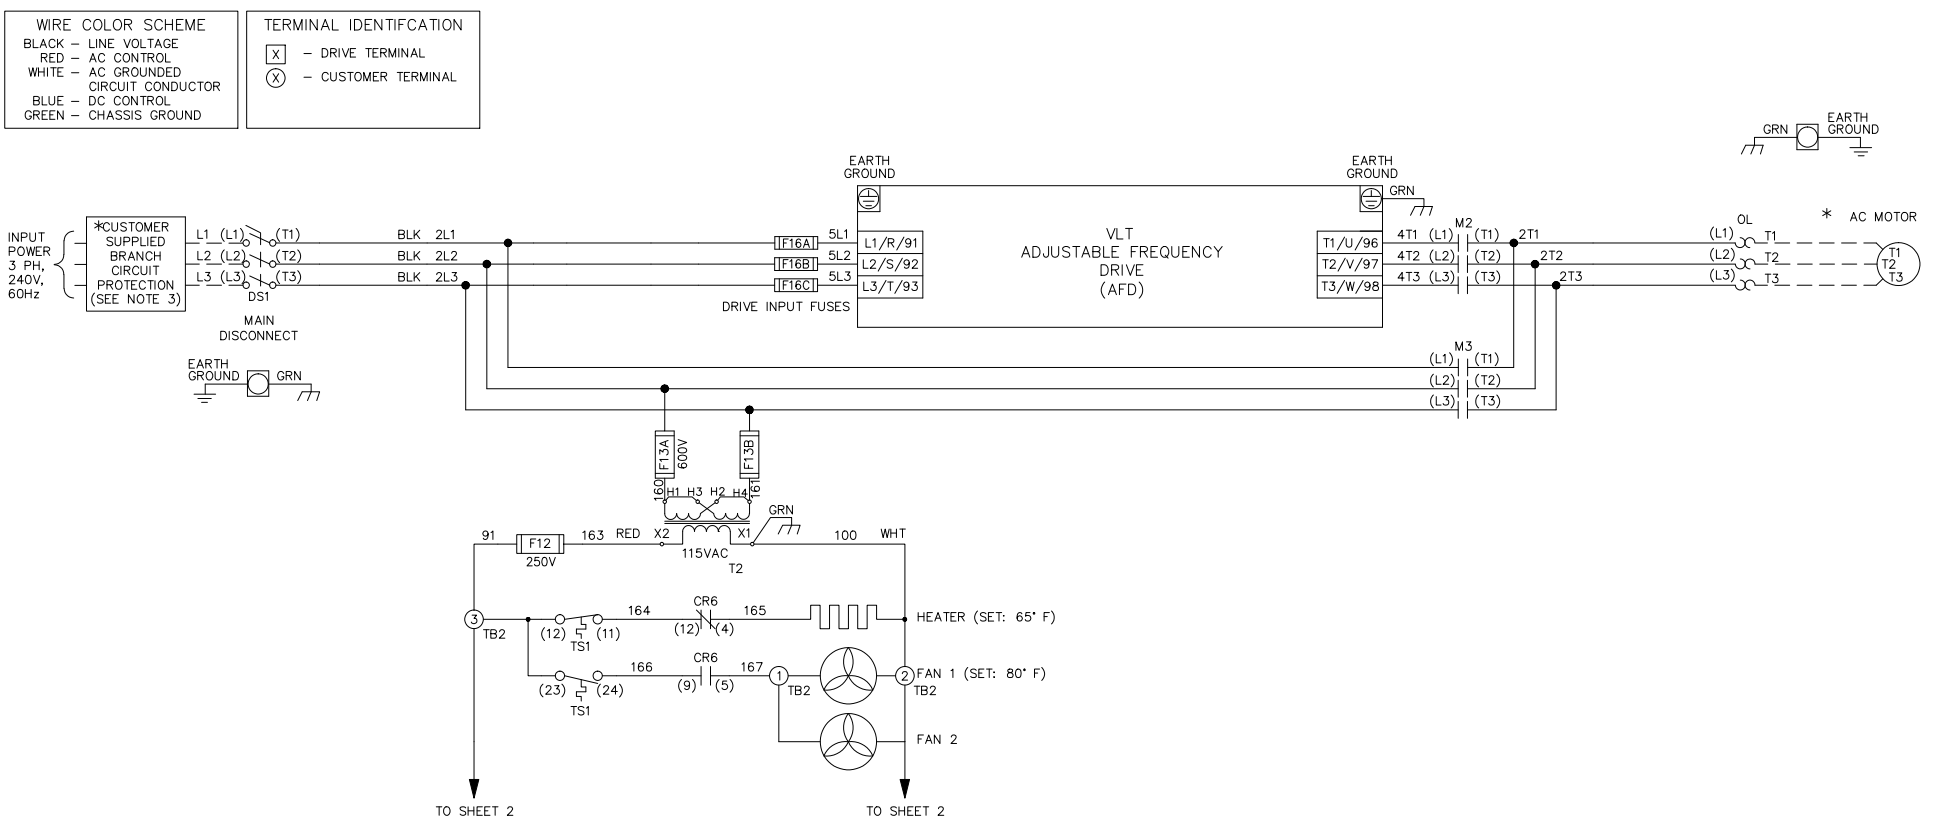 WIRE COLOR SCHEME
BLACK – LINE VOLTAGE
RED – AC CONTROL
WHITE – AC GROUNDED
CIRCUIT CONDUCTOR
BLUE – DC CONTROL
GREEN – CHASSIS GROUND
TERMINAL IDENTIFCATION
X – DRIVE TERMINAL
X – CUSTOMER TERMINAL
GRN
EARTH
GROUND
INPUT
POWER
3 PH,
240V,
60Hz
*CUSTOMER
SUPPLIED
BRANCH
CIRCUIT
PROTECTION
(SEE NOTE 3)
L1 (L1) (T1)
L2 (L2) (T2)
L3 (L3) (T3)
DS1
MAIN
DISCONNECT
EARTH
GROUND
GRN
BLK 2L1
BLK 2L2
BLK 2L3
F16A 5L1
F16B 5L2
F16C 5L3
DRIVE INPUT FUSES
EARTH
GROUND
L1/R/91
L2/S/92
L3/T/93
VLT
ADJUSTABLE FREQUENCY
DRIVE
(AFD)
EARTH
GROUND
GRN
T1/U/96
T2/V/97
T3/W/98
M2
4T1 (L1) (T1) 2T1
4T2 (L2) (T2) 2T2
4T3 (L3) (T3) 2T3
OL
(L1) T1
(L2) T2
(L3) T3
* AC MOTOR
T1
T2
T3
M3
(L1) (T1)
(L2) (T2)
(L3) (T3)
F13A
600V
F13B
160
161
H1 H3 H2 H4
GRN
91
F12
250V
163 RED X2
X1
115VAC
T2
100 WHT
3
TB2
(12) (11)
TS1
164
CR6
(12) (4)
165
HEATER (SET: 65° F)
(23) (24)
TS1
166
CR6
(9) (5)
167
1
TB2
2
TB2
FAN 1 (SET: 80° F)
FAN 2
TO SHEET 2
TO SHEET 2